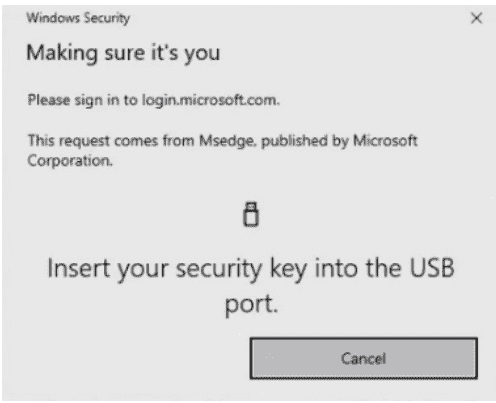 Windows Security
Making sure it's you
Please sign in to login.microsoft.com.
This request comes from Msedge, published by Microsoft
Corporation.
Insert your security key into the USB
port.
Cancel